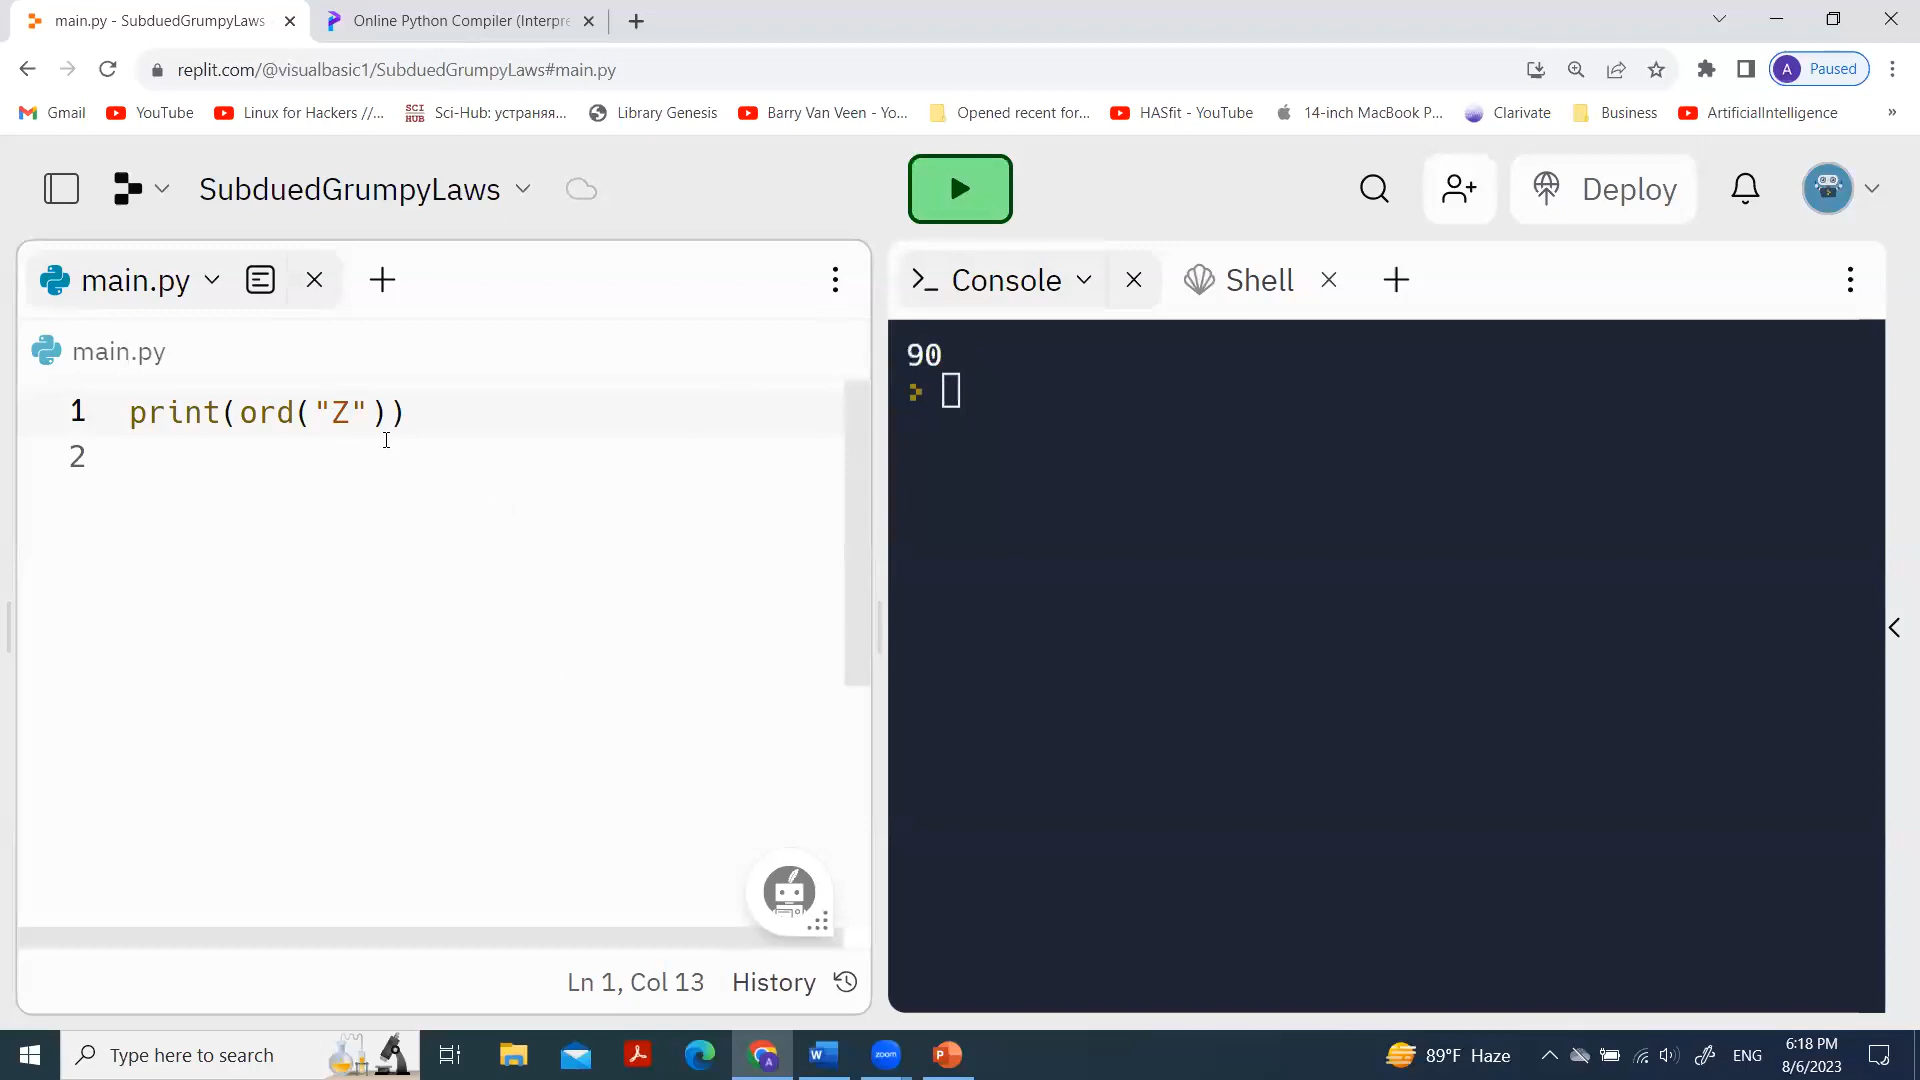 main.py - SubduedGrumpyLaws
Online Python Compiler (Interpre
replit.com/@visualbasic1/SubduedGrumpyLaws#main.py
A Paused
Gmail
YouTube
Linux for Hackers //...
SCI HUB
Sci-Hub: устраняя...
Library Genesis
Barry Van Veen - Yo...
Opened recent for...
HASfit - YouTube
14-inch MacBook P...
Clarivate
Business
ArtificialIntelligence
»
SubduedGrumpyLaws
Deploy
main.py
Console
Shell
main.py
1 print(ord("Z"))
2
90
Ln 1, Col 13
History
Type here to search
zoom
89°F Haze
ENG
6:18 PM
8/6/2023